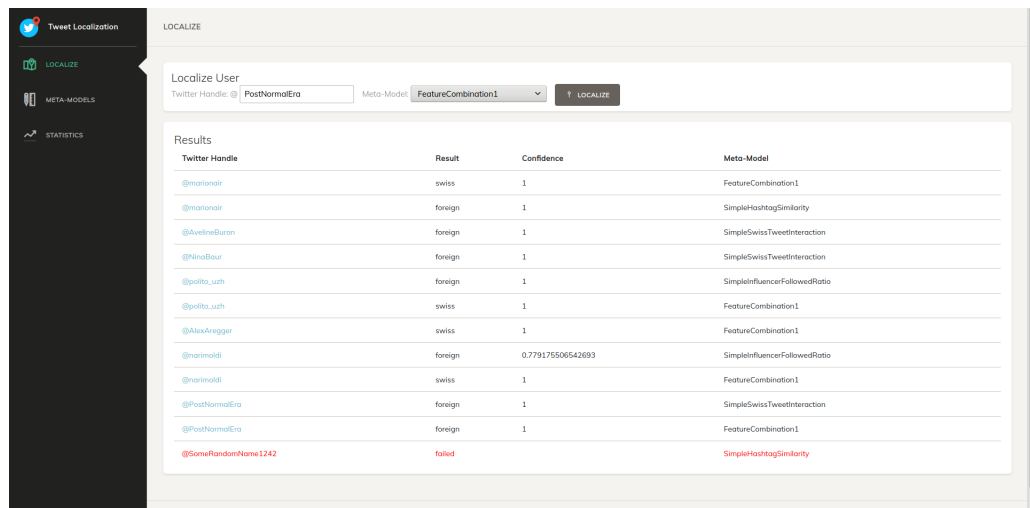 Tweet Localization
LOCALIZE
LOCALIZE
META-MODELS
STATISTICS
Localize User
Twitter Handle: @ PostNormalEra Meta-Model: FeatureCombination1 LOCALIZE
Results
Twitter Handle Result Confidence Meta-Model
@marionair swiss 1 FeatureCombination1
@marionair foreign 1 SimpleHashtagSimilarity
@AvelineBuron foreign 1 SimpleSwissTweetInteraction
@NinaBaur foreign 1 SimpleSwissTweetInteraction
@polito_uzh foreign 1 SimpleInfluencerFollowedRatio
@polito_uzh swiss 1 FeatureCombination1
@AlexAregger swiss 1 FeatureCombination1
@narimoldi foreign 0.779175506542693 SimpleInfluencerFollowedRatio
@narimoldi swiss 1 FeatureCombination1
@PostNormalEra foreign 1 SimpleSwissTweetInteraction
@PostNormalEra foreign 1 FeatureCombination1
@SomeRandomName1242 failed SimpleHashtagSimilarity